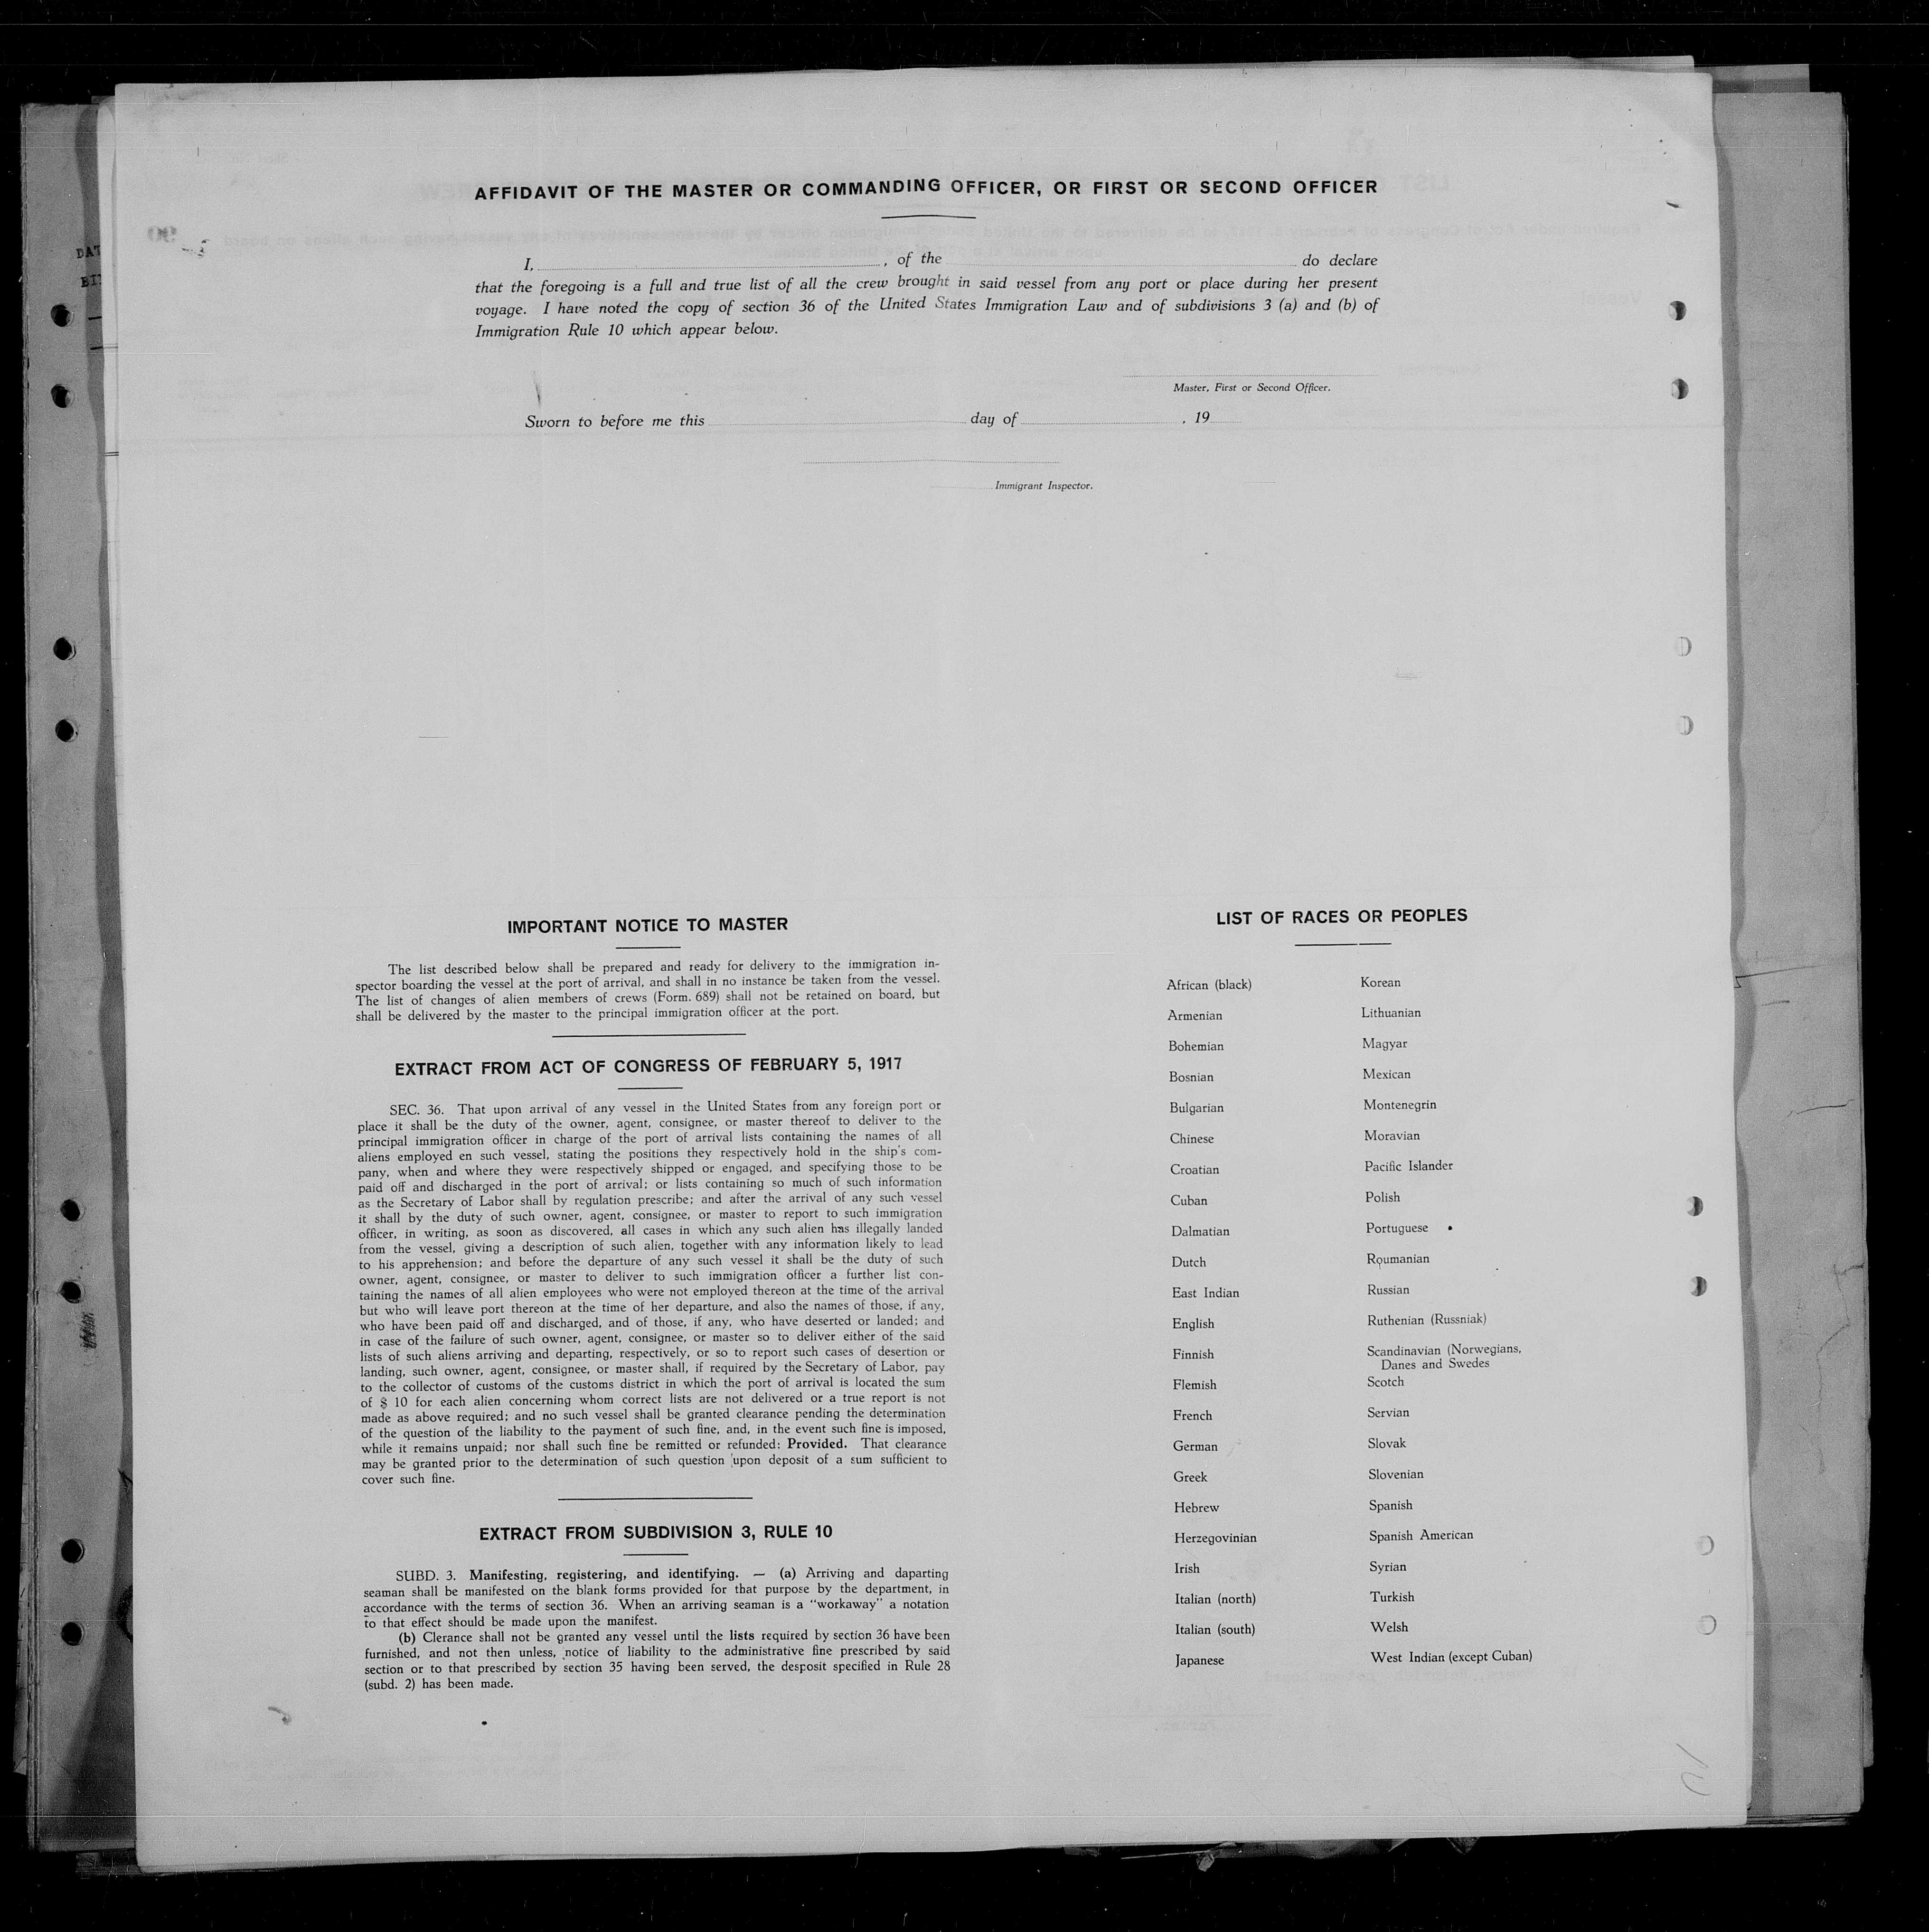 AFFIDAVIT OF THE MASTER OR COMMANDING OFFICER, OR FIRST OR SECOND OFFICER
I, , of the do declare
that the foregoing is a full and true list of all the crew brought in said vessel from any port or place during her present
voyage. I have noted the copy of section 36 of the United States Immigration Law and of subdivisions 3 (a) and (b) of
Immigration Rule 10 which appear below.
Master, First or Second Officer.
Sworn to before me this day of , 19
Immigrant Inspector.
IMPORTANT NOTICE TO MASTER
The list described below shall be prepared and ready for delivery to the immigration in-
spector boarding the vessel at the port of arrival, and shall in no instance be taken from the vessel.
The list of changes of alien members of crews (Form. 689) shall not be retained on board, but
shall be delivered by the master to the principal immigration officer at the port.
EXTRACT FROM ACT OF CONGRESS OF FEBRUARY 5, 1917
SEC. 36. That upon arrival of any vessel in the United States from any foreign port or
place it shall be the duty of the owner, agent, consignee, or master thereof to deliver to the
principal immigration officer in charge of the port of arrival lists containing the names of all
aliens employed en such vessel, stating the positions they respectively hold in the ship's com-
pany, when and where they were respectively shipped or engaged, and specifying those to be
paid off and discharged in the port of arrival; or lists containing so much of such information
as the Secretary of Labor shall by regulation prescribe; and after the arrival of any such vessel
it shall by the duty of such owner, agent, consignee, or master to report to such immigration
officer, in writing, as soon as discovered, all cases in which any such alien has illegally landed
from the vessel, giving a description of such alien, together with any information likely to lead
to his apprehension; and before the departure of any such vessel it shall be the duty of such
owner, agent, consignee, or master to deliver to such immigration officer a further list con-
taining the names of all alien employees who were not employed thereon at the time of the arrival
but who will leave port thereon at the time of her departure, and also the names of those, if any,
who have been paid off and discharged, and of those, if any, who have deserted or landed; and
in case of the failure of such owner, agent, consignee, or master so to deliver either of the said
lists of such aliens arriving and departing, respectively, or so to report such cases of desertion or
landing, such owner, agent, consignee, or master shall, if required by the Secretary of Labor, pay
to the collector of customs of the customs district in which the port of arrival is located the sum
of $ 10 for each alien concerning whom correct lists are not delivered or a true report is not
made as above required; and no such vessel shall be granted clearance pending the determination
of the question of the liability to the payment of such fine, and, in the event such fine is imposed,
while it remains unpaid; nor shall such fine be remitted or refunded: Provided. That clearance
may be granted prior to the determination of such question upon deposit of a sum sufficient to
cover such fine.
EXTRACT FROM SUBDIVISION 3, RULE 10
SUBD. 3. Manifesting, registering, and identifying. — (a) Arriving and daparting
seaman shall be manifested on the blank forms provided for that purpose by the department, in
accordance with the terms of section 36. When an arriving seaman is a "workaway" a notation
to that effect should be made upon the manifest.
(b) Clerance shall not be granted any vessel until the lists required by section 36 have been
furnished, and not then unless, notice of liability to the administrative fine prescribed by said
section or to that prescribed by section 35 having been served, the desposit specified in Rule 28
(subd. 2) has been made.
LIST OF RACES OR PEOPLES
African (black)
Armenian
Bohemian
Bosnian
Bulgarian
Chinese
Croatian
Cuban
Dalmatian
Dutch
East Indian
English
Finnish
Flemish
French
German
Greek
Hebrew
Herzegovinian
Irish
Italian (north)
Italian (south)
Japanese
Korean
Lithuanian
Magyar
Mexican
Montenegrin
Moravian
Pacific Islander
Polish
Portuguese
Roumanian
Russian
Ruthenian (Russniak)
Scandinavian (Norwegians,
Danes and Swedes
Scotch
Servian
Slovak
Slovenian
Spanish
Spanish American
Syrian
Turkish
Welsh
West Indian (except Cuban)